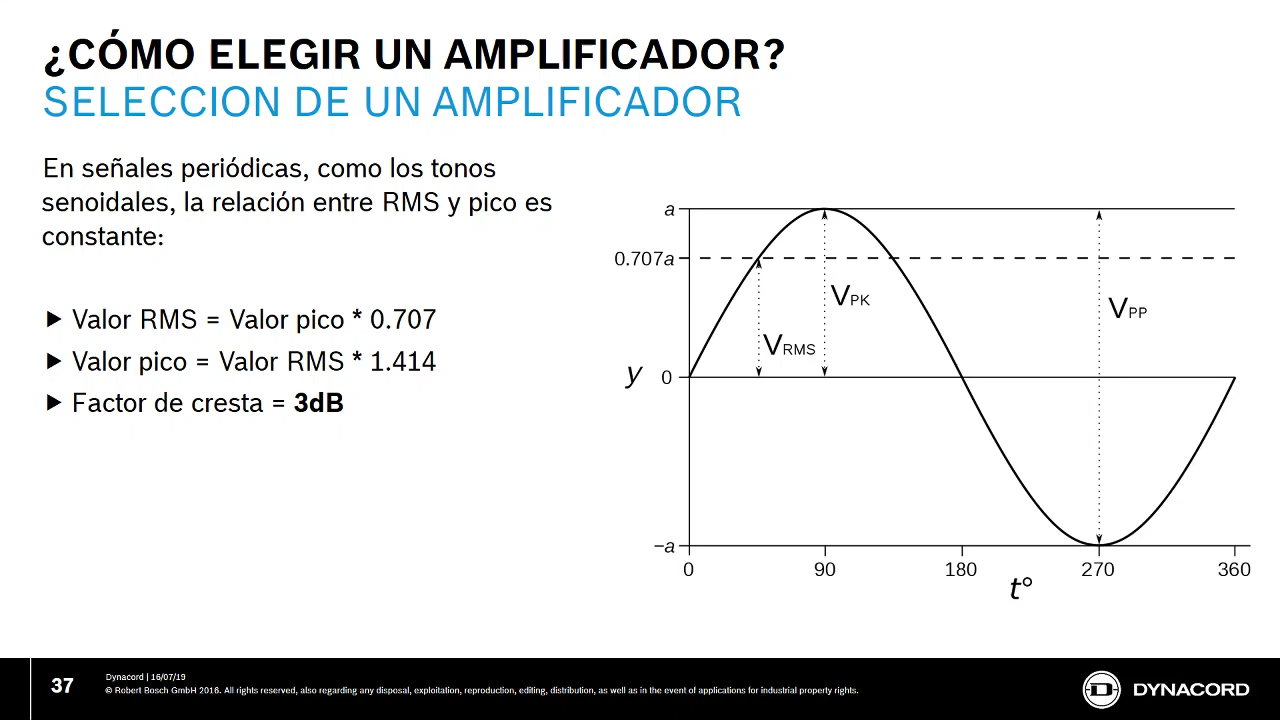 ¿CÓMO ELEGIR UN AMPLIFICADOR?
SELECCION DE UN AMPLIFICADOR
En señales periódicas, como los tonos
senoidales, la relación entre RMS y pico es
constante:
Valor RMS = Valor pico * 0.707
Valor pico = Valor RMS * 1.414
Factor de cresta = 3dB
a
0.707a
VPK
VPP
VRMS
y
0
−a
0
90
180
270
360
t°
37
Dynacord | 16/07/19
© Robert Bosch GmbH 2016. All rights reserved, also regarding any disposal, exploitation, reproduction, editing, distribution, as well as in the event of applications for industrial property rights.
D
DYNACORD